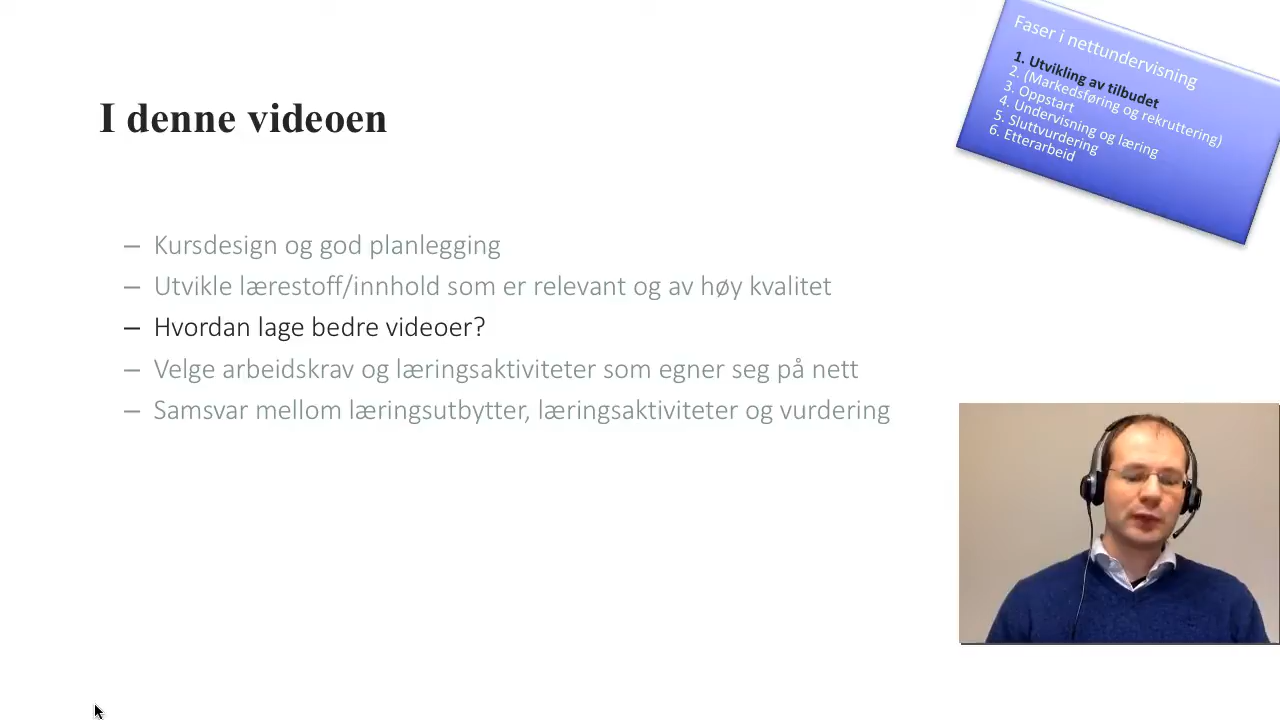 I denne videoen
– Kursdesign og god planlegging
– Utvikle lærestoff/innhold som er relevant og av høy kvalitet
– Hvordan lage bedre videoer?
– Velge arbeidskrav og læringsaktiviteter som egner seg på nett
– Samsvar mellom læringsutbytter, læringsaktiviteter og vurdering
Faser i nettundervisning
1. Utvikling av tilbudet
2. (Markedsføring og rekruttering)
3. Oppstart
4. Undervisning og læring
5. Sluttvurdering
6. Etterarbeid